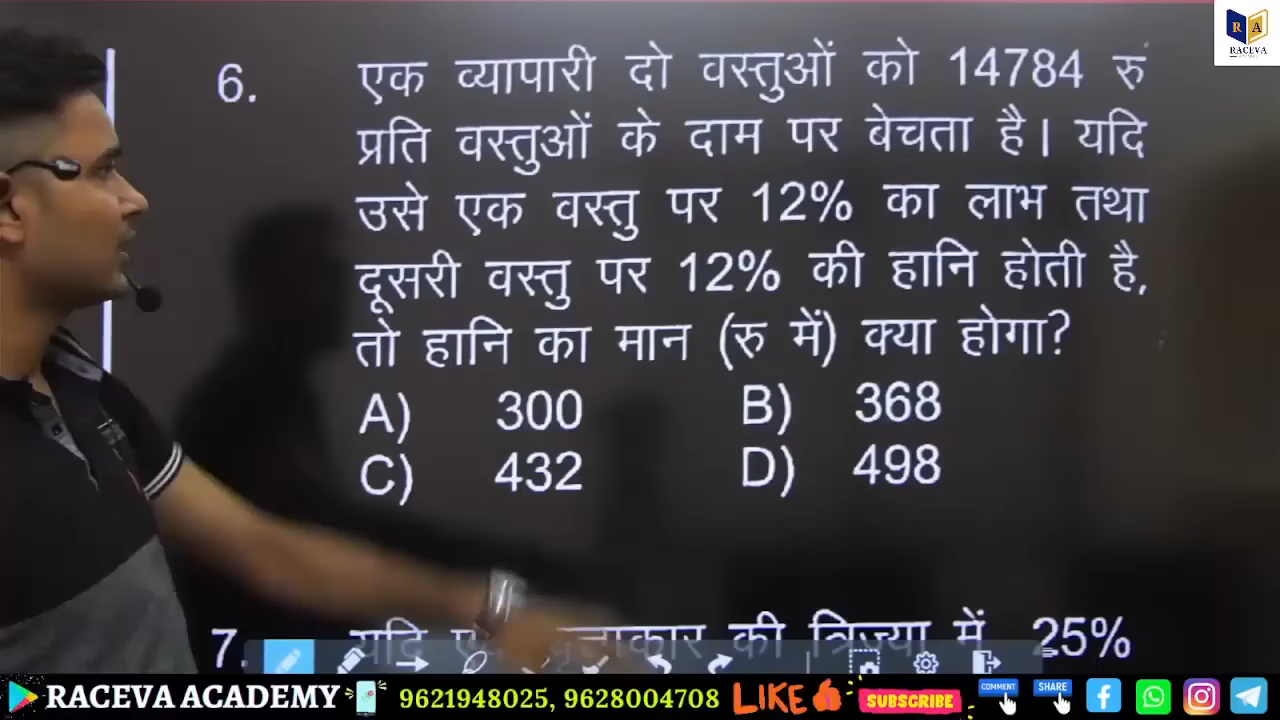 RACEVA
6. एक व्यापारी दो वस्तुओं को 14784 रु
प्रति वस्तुओं के दाम पर बेचता है। यदि
उसे एक वस्तु पर 12% का लाभ तथा
दूसरी वस्तु पर 12% की हानि होती है,
तो हानि का मान (रु में) क्या होगा?
A) 300 B) 368
C) 432 D) 498
7. यदि की त्रिज्या में 25%
RACEVA ACADEMY 9621948025, 9628004708 LIKE SUBSCRIBE COMMENT SHARE